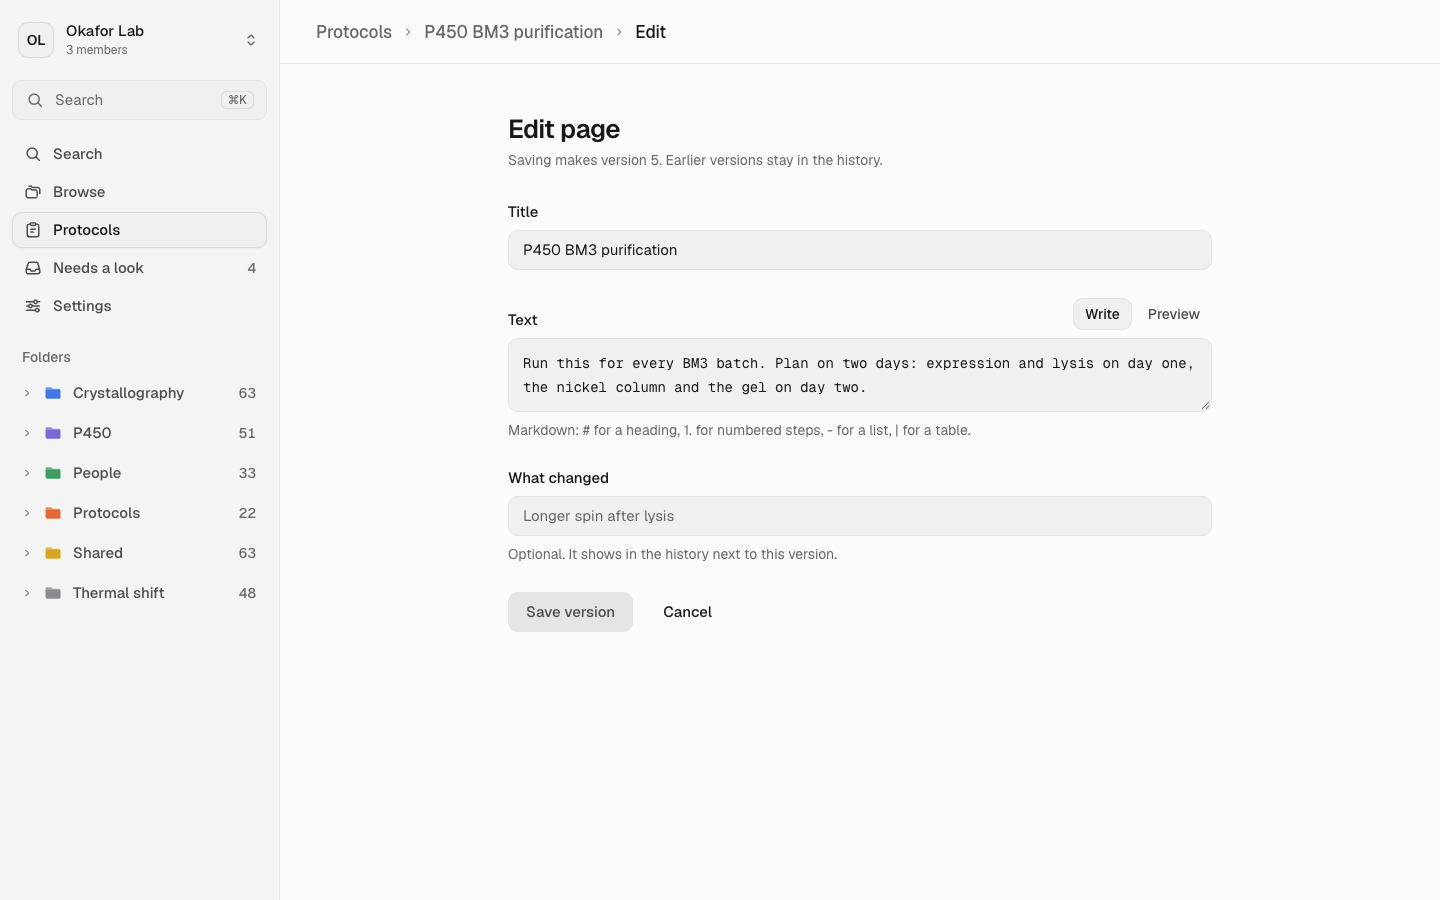 OL
Okafor Lab
3 members
Search
⌘K
Search
Browse
Protocols
Needs a look
4
Settings
Folders
Crystallography
63
P450
51
People
33
Protocols
22
Shared
63
Thermal shift
48
Protocols › P450 BM3 purification › Edit
Edit page
Saving makes version 5. Earlier versions stay in the history.
Title
P450 BM3 purification
Text
Write
Preview
Run this for every BM3 batch. Plan on two days: expression and lysis on day one,
the nickel column and the gel on day two.
Markdown: # for a heading, 1. for numbered steps, - for a list, | for a table.
What changed
Longer spin after lysis
Optional. It shows in the history next to this version.
Save version
Cancel